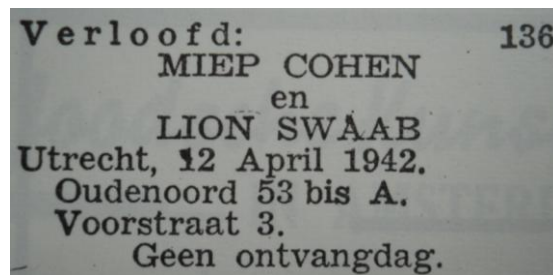 Verloofd: 136
MIEP COHEN
en
LION SWAAB
Utrecht, 12 April 1942.
Oudenoord 53 bis A.
Voorstraat 3.
Geen ontvangdag.